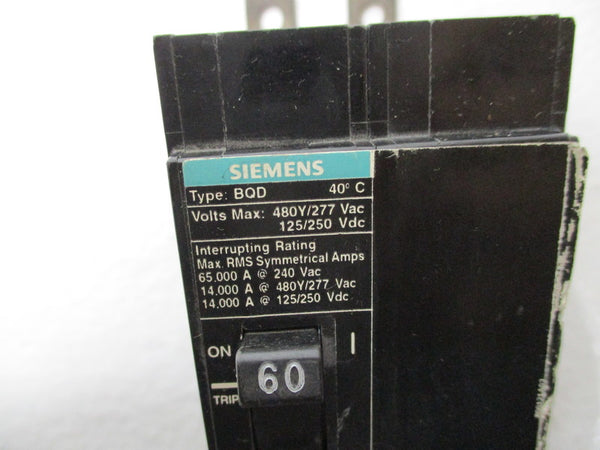 SIEMENS
Type: BQD 40° C
Volts Max: 480Y/277 Vac
125/250 Vdc
Interrupting Rating
Max. RMS Symmetrical Amps
65,000 A @ 240 Vac
14,000 A @ 480Y/277 Vac
14,000 A @ 125/250 Vdc
ON I
60
TRIP